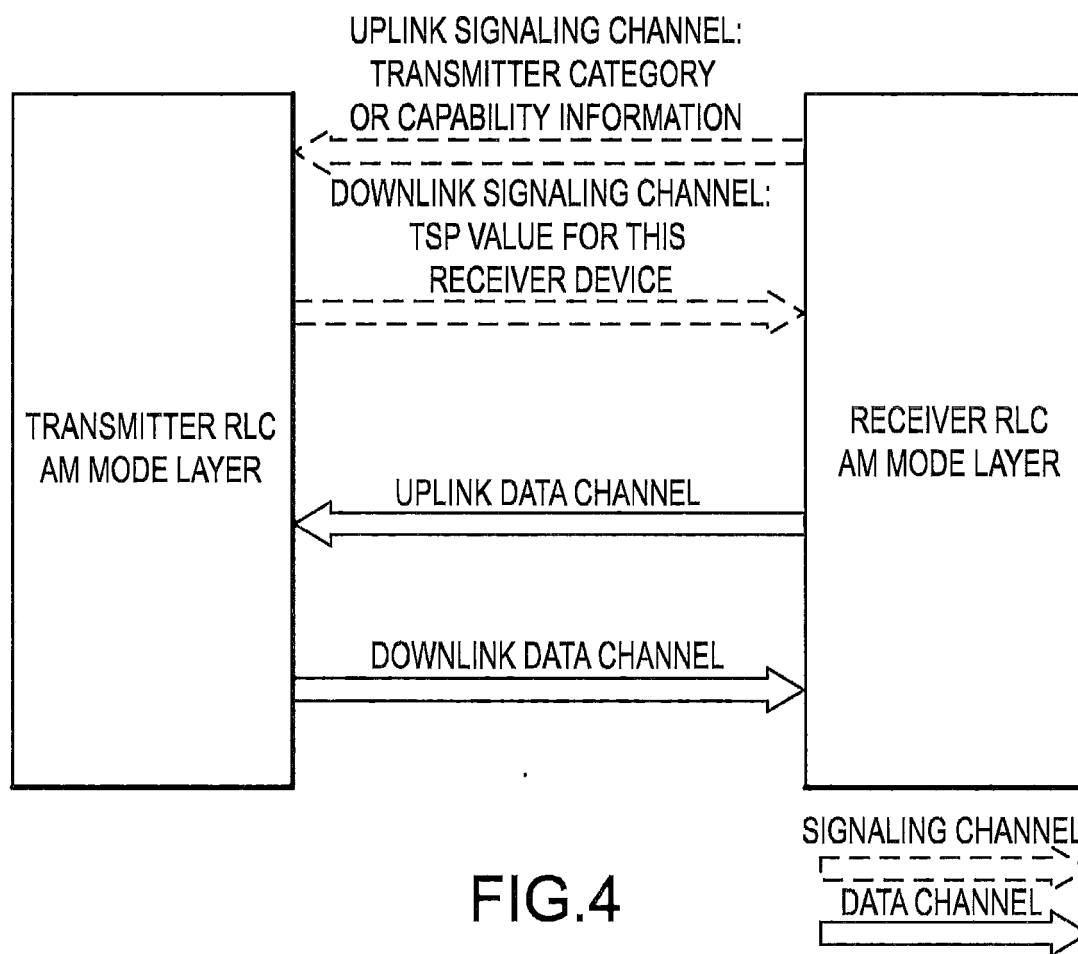 UPLINK SIGNALING CHANNEL:
TRANSMITTER CATEGORY
OR CAPABILITY INFORMATION
DOWNLINK SIGNALING CHANNEL:
TSP VALUE FOR THIS
RECEIVER DEVICE
TRANSMITTER RLC
AM MODE LAYER
RECEIVER RLC
AM MODE LAYER
UPLINK DATA CHANNEL
DOWNLINK DATA CHANNEL
SIGNALING CHANNEL
DATA CHANNEL
FIG.4